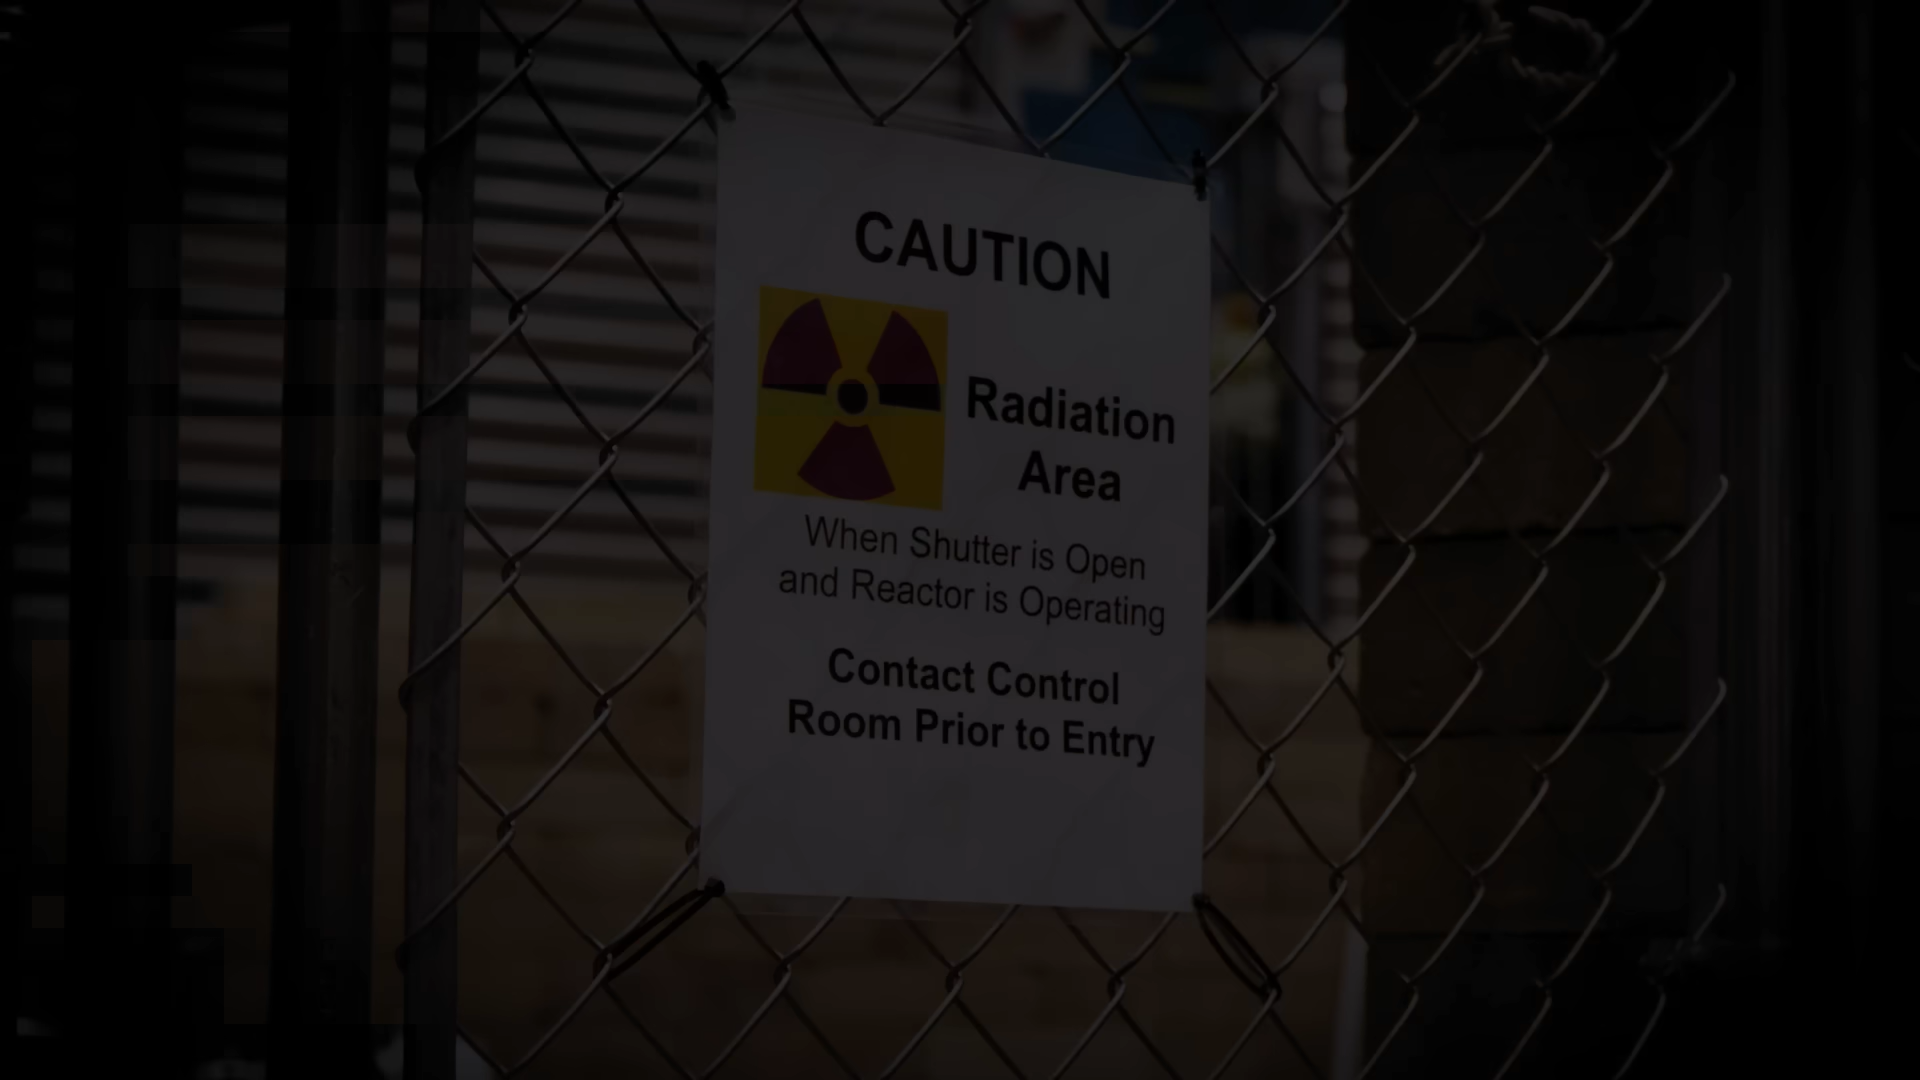 CAUTION
Radiation
Area
When Shutter is Open
and Reactor is Operating
Contact Control
Room Prior to Entry